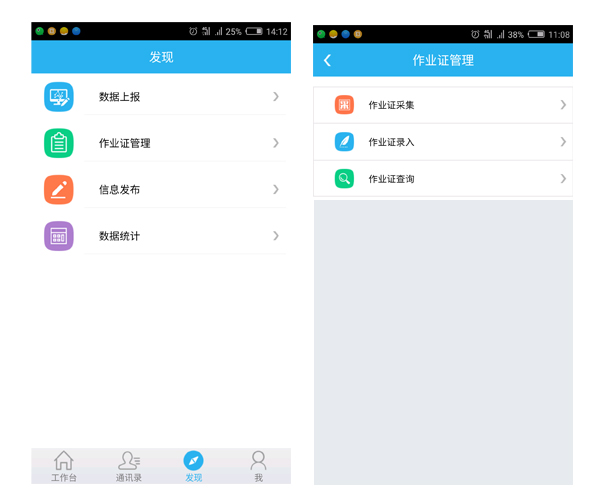 25% 14:12
发现
数据上报
作业证管理
信息发布
数据统计
工作台 通讯录 发现 我
38% 11:08
作业证管理
作业证采集
作业证录入
作业证查询